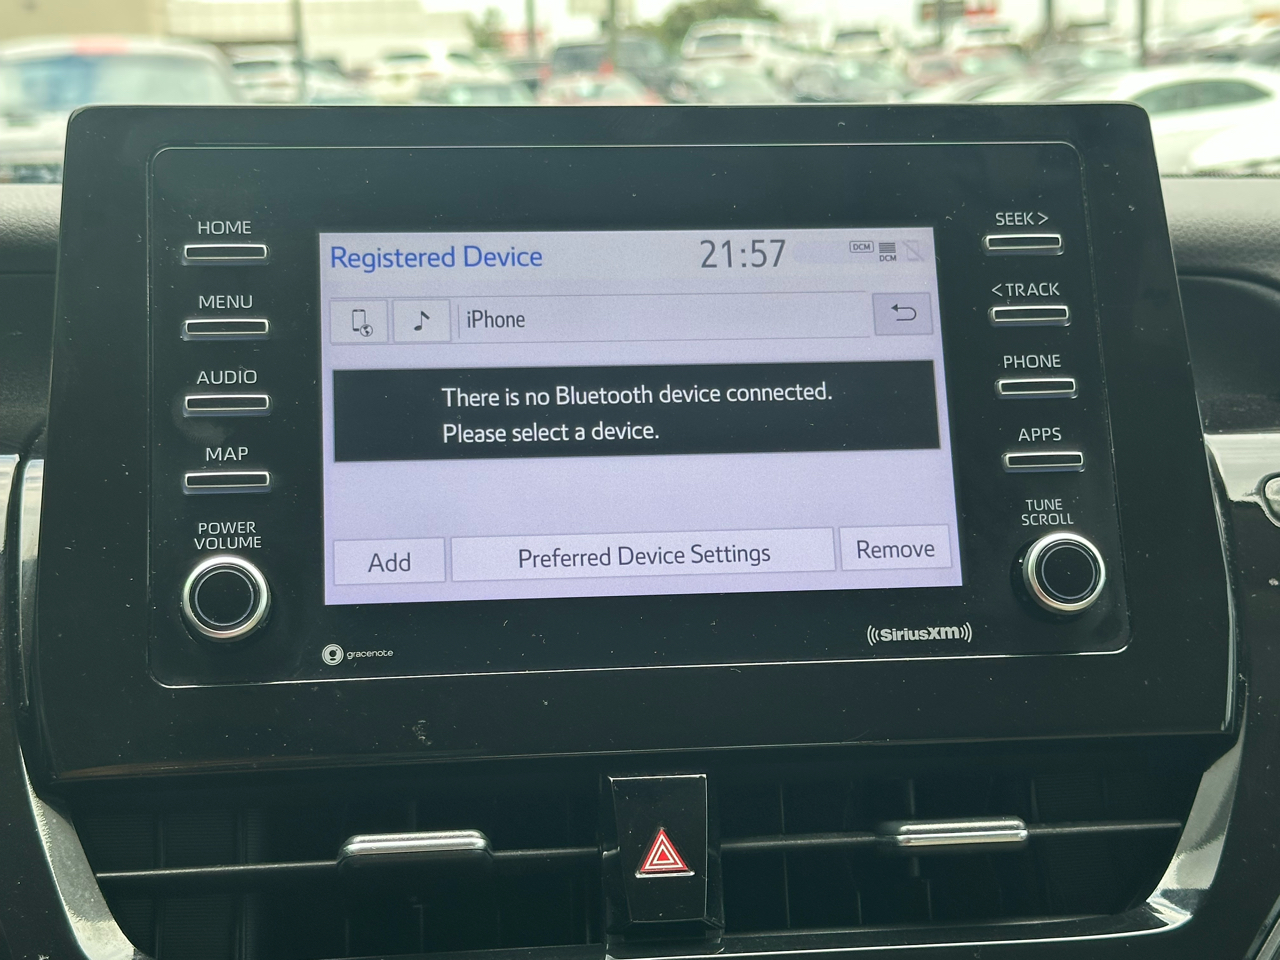 HOME
MENU
AUDIO
MAP
POWER
VOLUME
Registered Device
21:57
DCM
DCM
iPhone
There is no Bluetooth device connected.
Please select a device.
Add
Preferred Device Settings
Remove
SEEK >
< TRACK
PHONE
APPS
TUNE
SCROLL
gracenote
((SiriusXM))